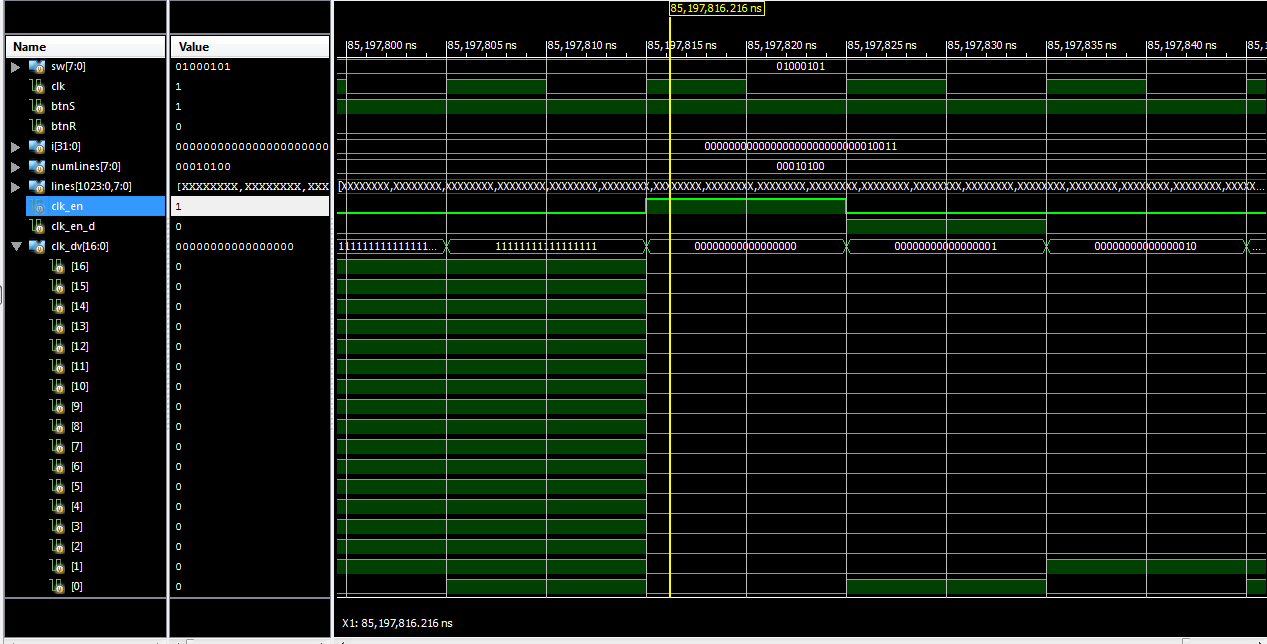 85,197,816.216 ns
Name Value 85,197,800 ns 85,197,805 ns 85,197,810 ns 85,197,815 ns 85,197,820 ns 85,197,825 ns 85,197,830 ns 85,197,835 ns 85,197,840 ns 85,1
sw[7:0] 01000101 01000101
clk 1
btnS 1
btnR 0
i[31:0] 00000000000000000000000 00000000000000000000000000010011
numLines[7:0] 00010100 00010100
lines[1023:0,7:0] [XXXXXXXX,XXXXXXXX,XXX [XXXXXXXX,XXXXXXXX,XXXXXXXX,XXXXXXXX,XXXXXXXX,XXXXXXXX,XXXXXXXX,XXXXXXXX,XXXXXXXX,XXXXXXXX,XXXXXXXX,XXXXXXXX,XXXXXXXX,XXXXXXXX,XXXXXXXX,XXXXXXXX,XXXXXXXX,XXXXX...
clk_en 1
clk_en_d 0
clk_dv[16:0] 00000000000000000 111111111111111... 11111111111111111 00000000000000000 00000000000000001 00000000000000010 ...
[16] 0
[15] 0
[14] 0
[13] 0
[12] 0
[11] 0
[10] 0
[9] 0
[8] 0
[7] 0
[6] 0
[5] 0
[4] 0
[3] 0
[2] 0
[1] 0
[0] 0
X1: 85,197,816.216 ns